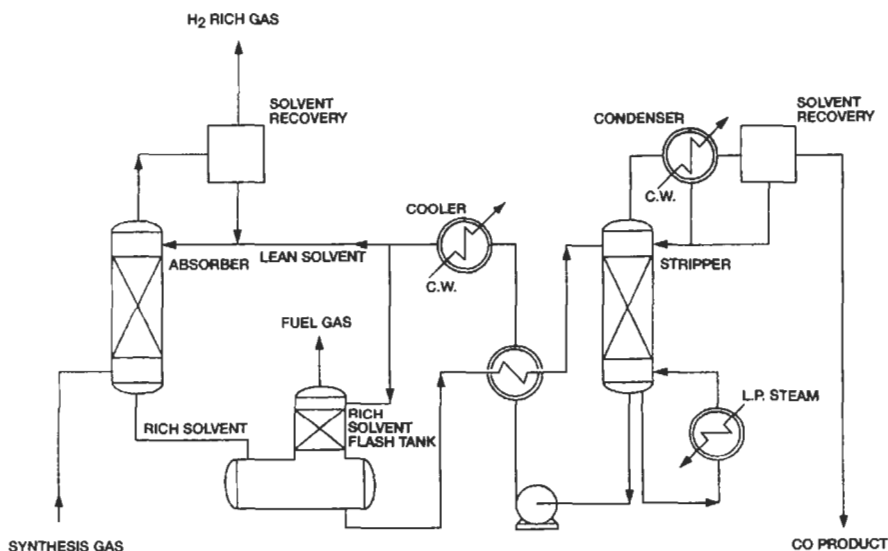 H2 RICH GAS
SOLVENT
RECOVERY
CONDENSER
SOLVENT
RECOVERY
C.W.
COOLER
ABSORBER
LEAN SOLVENT
STRIPPER
C.W.
FUEL GAS
RICH
SOLVENT
FLASH TANK
L.P. STEAM
RICH SOLVENT
SYNTHESIS GAS
CO PRODUCT